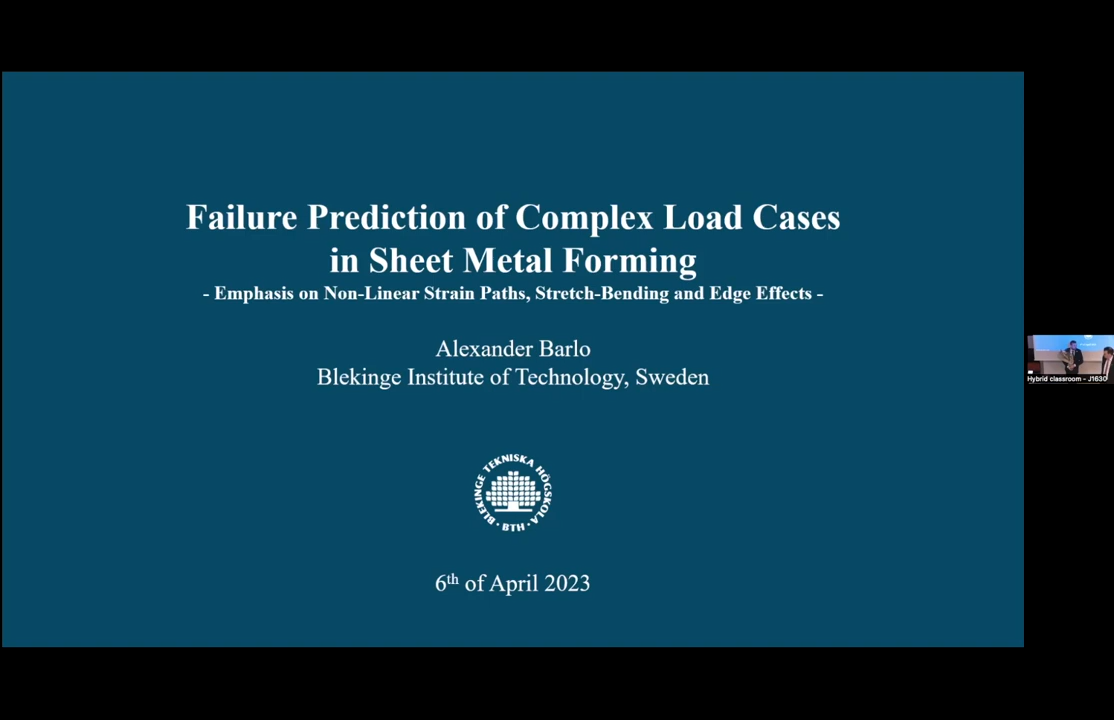 Failure Prediction of Complex Load Cases
in Sheet Metal Forming
- Emphasis on Non-Linear Strain Paths, Stretch-Bending and Edge Effects -
Alexander Barlo
Blekinge Institute of Technology, Sweden
BLEKINGE TEKNISKA HÖGSKOLA
· BTH ·
6th of April 2023
Hybrid classroom - J1630